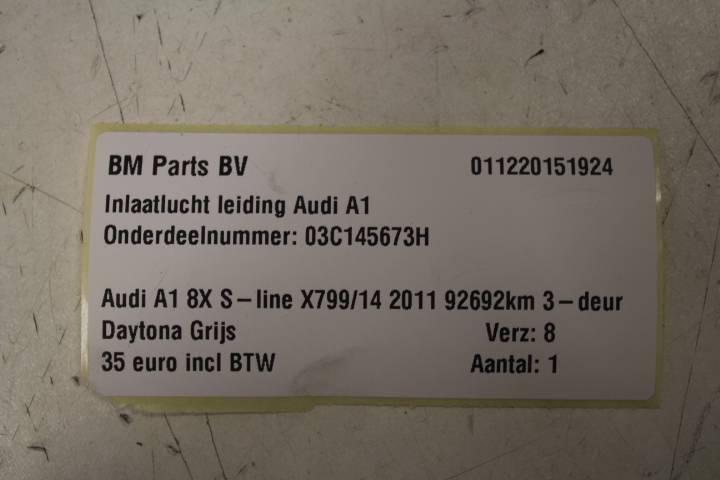 BM Parts BV 011220151924
Inlaatlucht leiding Audi A1
Onderdeelnummer: 03C145673H
Audi A1 8X S-line X799/14 2011 92692km 3-deur
Daytona Grijs Verz: 8
35 euro incl BTW Aantal: 1